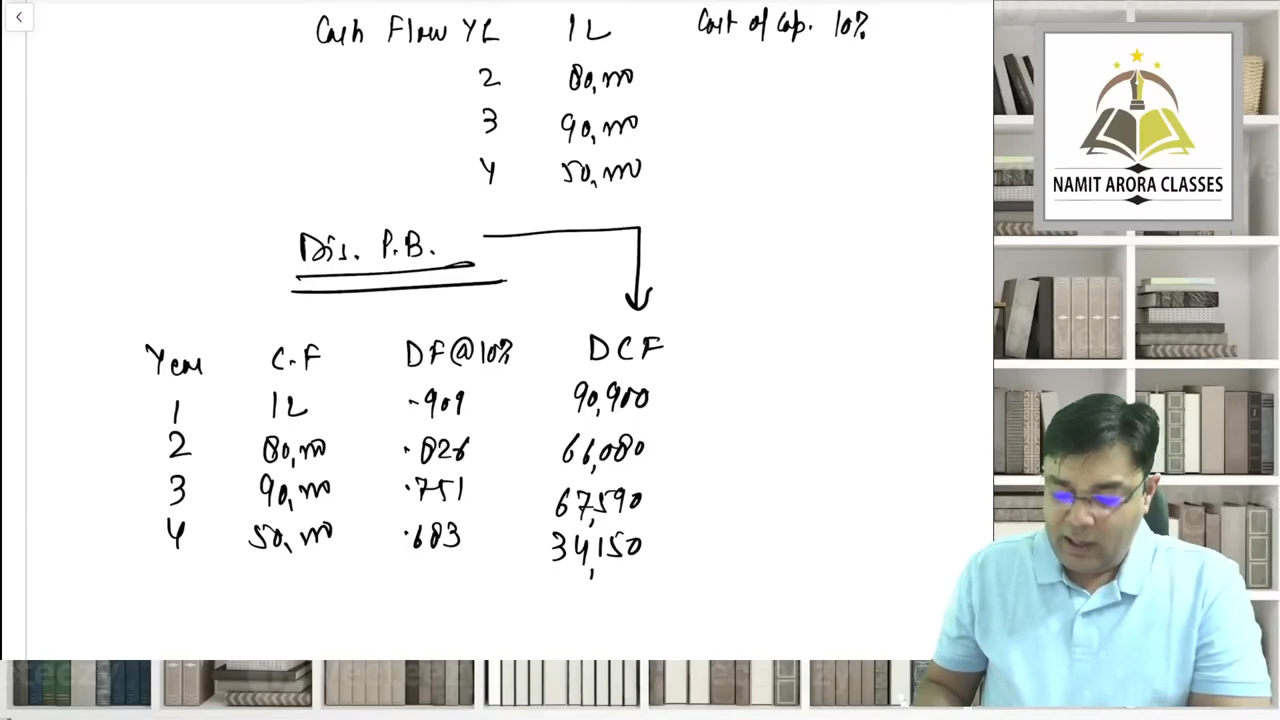 Cash Flow Y1 1L Cost of Cap. 10%
2 80,000
3 90,000
4 50,000
Dis. P.B.
Year C.F DF@10% DCF
1 1L .909 90,900
2 80,000 .826 66,080
3 90,000 .751 67,590
4 50,000 .683 34,150
NAMIT ARORA CLASSES